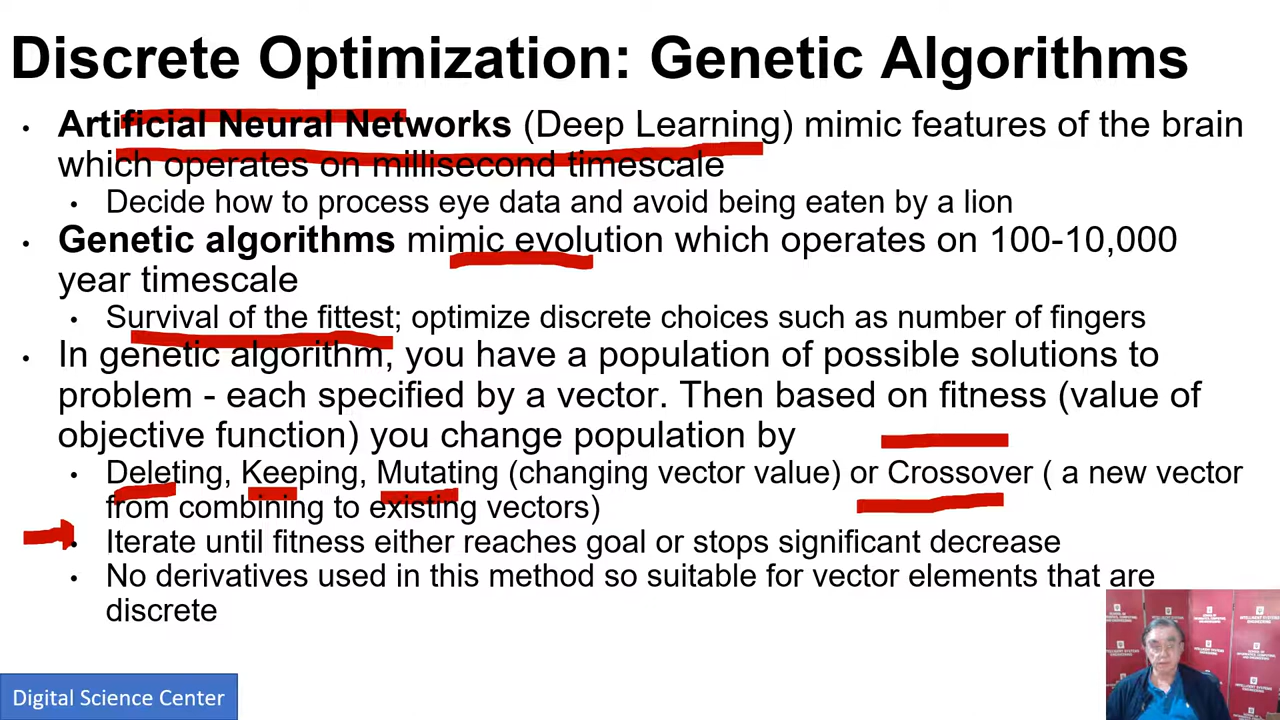 Discrete Optimization: Genetic Algorithms
• Artificial Neural Networks (Deep Learning) mimic features of the brain
which operates on millisecond timescale
• Decide how to process eye data and avoid being eaten by a lion
• Genetic algorithms mimic evolution which operates on 100-10,000
year timescale
• Survival of the fittest; optimize discrete choices such as number of fingers
• In genetic algorithm, you have a population of possible solutions to
problem - each specified by a vector. Then based on fitness (value of
objective function) you change population by
• Deleting, Keeping, Mutating (changing vector value) or Crossover ( a new vector
from combining to existing vectors)
• Iterate until fitness either reaches goal or stops significant decrease
• No derivatives used in this method so suitable for vector elements that are
discrete
Digital Science Center